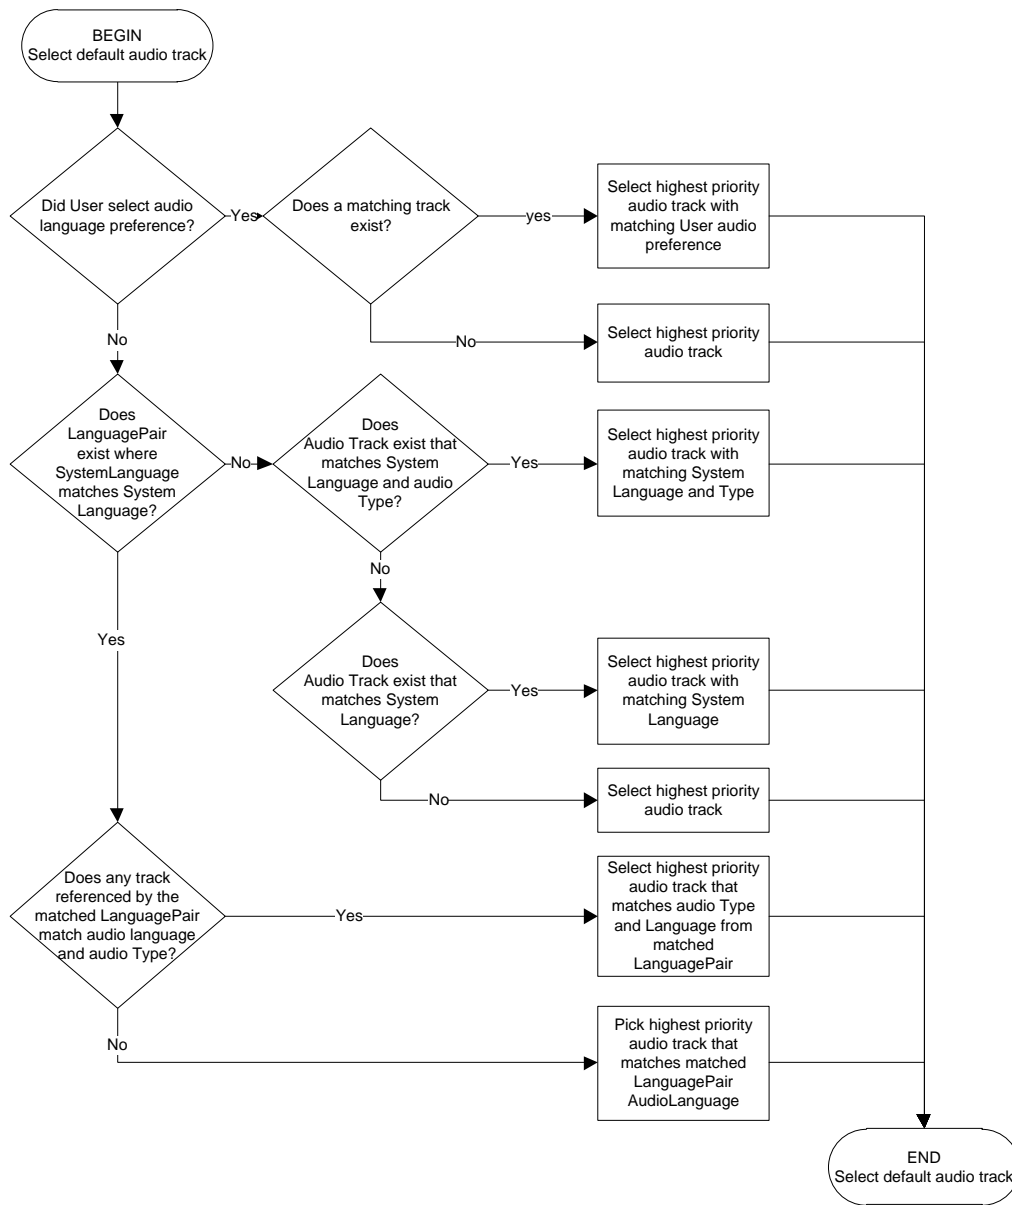 BEGIN
Select default audio track
Did User select audio
language preference?
Yes
Does a matching track
exist?
yes
Select highest priority
audio track with
matching User audio
preference
No
Select highest priority
audio track
No
Does
LanguagePair
exist where
SystemLanguage
matches System
Language?
No
Does
Audio Track exist that
matches System
Language and audio
Type?
Yes
Select highest priority
audio track with
matching System
Language and Type
No
Yes
Does
Audio Track exist that
matches System
Language?
Yes
Select highest priority
audio track with
matching System
Language
No
Select highest priority
audio track
Does any track
referenced by the
matched LanguagePair
match audio language
and audio Type?
Yes
Select highest priority
audio track that
matches audio Type
and Language from
matched
LanguagePair
No
Pick highest priority
audio track that
matches matched
LanguagePair
AudioLanguage
END
Select default audio track